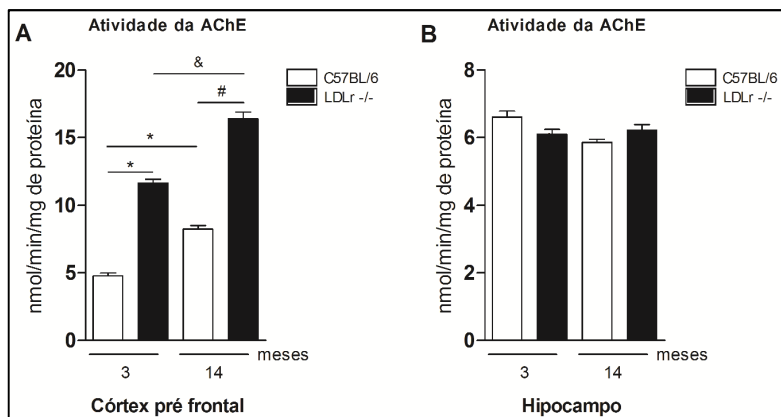 A
Atividade da AChE
C57BL/6
LDLr -/-
nmol/min/mg de proteína
20
15
10
5
0
*
*
#
&
3
14
meses
Córtex pré frontal
B
Atividade da AChE
C57BL/6
LDLr -/-
nmol/min/mg de proteína
8
6
4
2
0
3
14
meses
Hipocampo